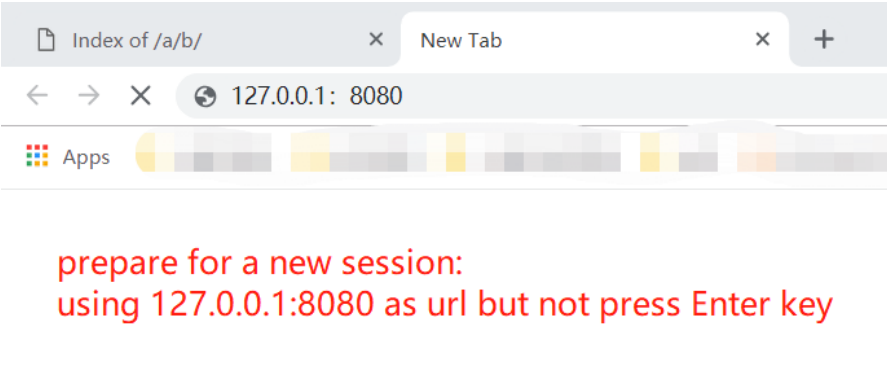 Index of /a/b/
New Tab
127.0.0.1：8080
Apps
prepare for a new session:
using 127.0.0.1:8080 as url but not press Enter key